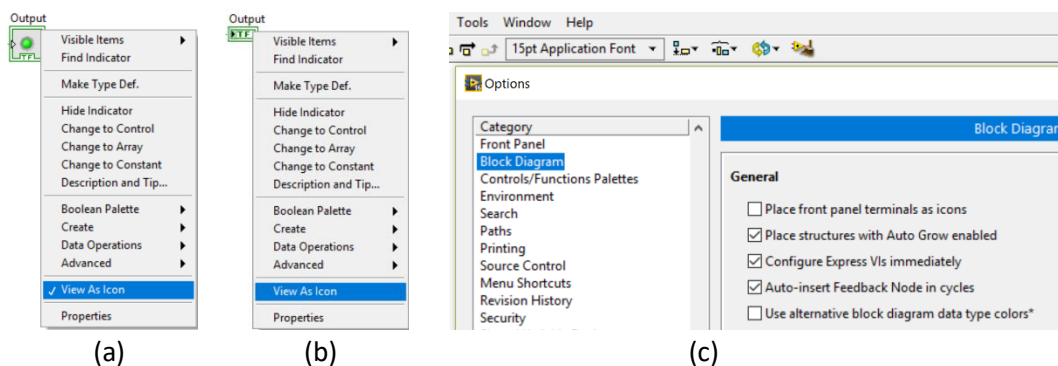 Output
TF
Visible Items
Find Indicator
Make Type Def.
Hide Indicator
Change to Control
Change to Array
Change to Constant
Description and Tip...
Boolean Palette
Create
Data Operations
Advanced
✓ View As Icon
Properties
(a)
Output
TF
Visible Items
Find Indicator
Make Type Def.
Hide Indicator
Change to Control
Change to Array
Change to Constant
Description and Tip...
Boolean Palette
Create
Data Operations
Advanced
View As Icon
Properties
(b)
Tools Window Help
15pt Application Font
Options
Category
Front Panel
Block Diagram
Controls/Functions Palettes
Environment
Search
Paths
Printing
Source Control
Menu Shortcuts
Revision History
Security
Block Diagram
General
Place front panel terminals as icons
Place structures with Auto Grow enabled
Configure Express VIs immediately
Auto-insert Feedback Node in cycles
Use alternative block diagram data type colors*
(c)